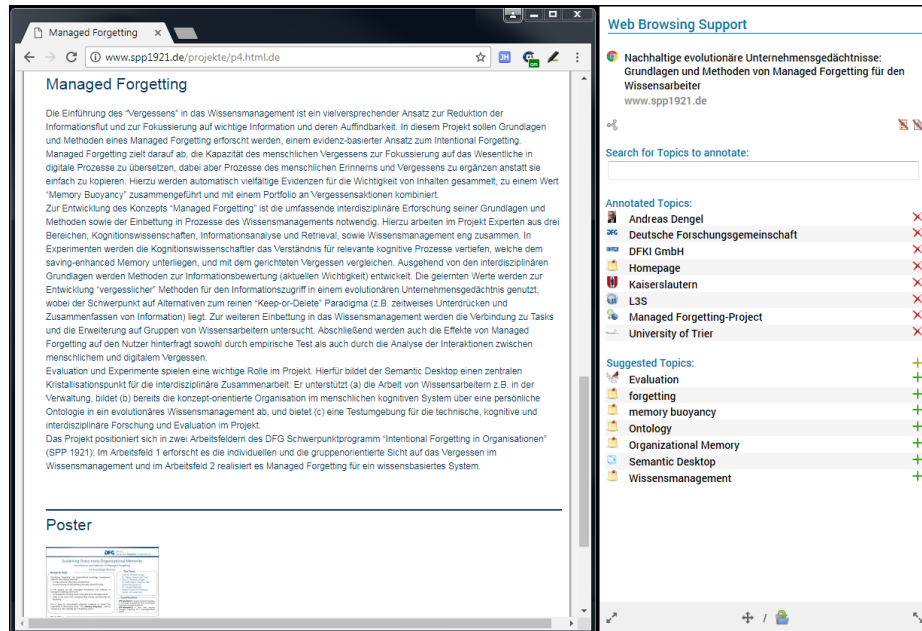 Managed Forgetting
www.spp1921.de/projekte/p4.html.de
JH
on
Managed Forgetting
Die Einführung des "Vergessens" in das Wissensmanagement ist ein vielversprechender Ansatz zur Reduktion der
Informationsflut und zur Fokussierung auf wichtige Information und deren Auffindbarkeit. In diesem Projekt sollen Grundlagen
und Methoden eines Managed Forgetting erforscht werden, einem evidenz-basierter Ansatz zum Intentional Forgetting.
Managed Forgetting zielt darauf ab, die Kapazität des menschlichen Vergessens zur Fokussierung auf das Wesentliche in
digitale Prozesse zu übersetzen, dabei aber Prozesse des menschlichen Erinnerns und Vergessens zu ergänzen anstatt sie
einfach zu kopieren. Hierzu werden automatisch vielfältige Evidenzen für die Wichtigkeit von Inhalten gesammelt, zu einem Wert
"Memory Buoyancy" zusammengeführt und mit einem Portfolio an Vergessensaktionen kombiniert.
Zur Entwicklung des Konzepts "Managed Forgetting" ist die umfassende interdisziplinäre Erforschung seiner Grundlagen und
Methoden sowie der Einbettung in Prozesse des Wissensmanagements notwendig. Hierzu arbeiten im Projekt Experten aus drei
Bereichen, Kognitionswissenschaften, Informationsanalyse und Retrieval, sowie Wissensmanagement eng zusammen. In
Experimenten werden die Kognitionswissenschaftler das Verständnis für relevante kognitive Prozesse vertiefen, welche dem
saving-enhanced Memory unterliegen, und mit dem gerichteten Vergessen vergleichen. Ausgehend von den interdisziplinären
Grundlagen werden Methoden zur Informationsbewertung (aktuellen Wichtigkeit) entwickelt. Die gelernten Werte werden zur
Entwicklung "vergesslicher" Methoden für den Informationszugriff in einem evolutionären Unternehmensgedächtnis genutzt,
wobei der Schwerpunkt auf Alternativen zum reinen "Keep-or-Delete" Paradigma (z.B. zeitweises Unterdrücken und
Zusammenfassen von Information) liegt. Zur weiteren Einbettung in das Wissensmanagement werden die Verbindung zu Tasks
und die Erweiterung auf Gruppen von Wissensarbeitern untersucht. Abschließend werden auch die Effekte von Managed
Forgetting auf den Nutzer hinterfragt sowohl durch empirische Test als auch durch die Analyse der Interaktionen zwischen
menschlichem und digitalem Vergessen.
Evaluation und Experimente spielen eine wichtige Rolle im Projekt. Hierfür bildet der Semantic Desktop einen zentralen
Kristallisationspunkt für die interdisziplinäre Zusammenarbeit: Er unterstützt (a) die Arbeit von Wissensarbeitern z.B. in der
Verwaltung, bildet (b) bereits die konzept-orientierte Organisation im menschlichen kognitiven System über eine persönliche
Ontologie in ein evolutionäres Wissensmanagement ab, und bietet (c) eine Testumgebung für die technische, kognitive und
interdisziplinäre Forschung und Evaluation im Projekt.
Das Projekt positioniert sich in zwei Arbeitsfeldern des DFG Schwerpunktprogramm "Intentional Forgetting in Organisationen"
(SPP 1921): Im Arbeitsfeld 1 erforscht es die individuellen und die gruppenorientierte Sicht auf das Vergessen im
Wissensmanagement und im Arbeitsfeld 2 realisiert es Managed Forgetting für ein wissensbasiertes System.
Poster
DFG
Web Browsing Support
Nachhaltige evolutionäre Unternehmensgedächtnisse:
Grundlagen und Methoden von Managed Forgetting für den
Wissensarbeiter
www.spp1921.de
Search for Topics to annotate:
Annotated Topics:
Andreas Dengel
DFG Deutsche Forschungsgemeinschaft
DFKI GmbH
Homepage
Kaiserslautern
L3S
Managed Forgetting-Project
University of Trier
Suggested Topics:
Evaluation
forgetting
memory buoyancy
Ontology
Organizational Memory
Semantic Desktop
Wissensmanagement
/